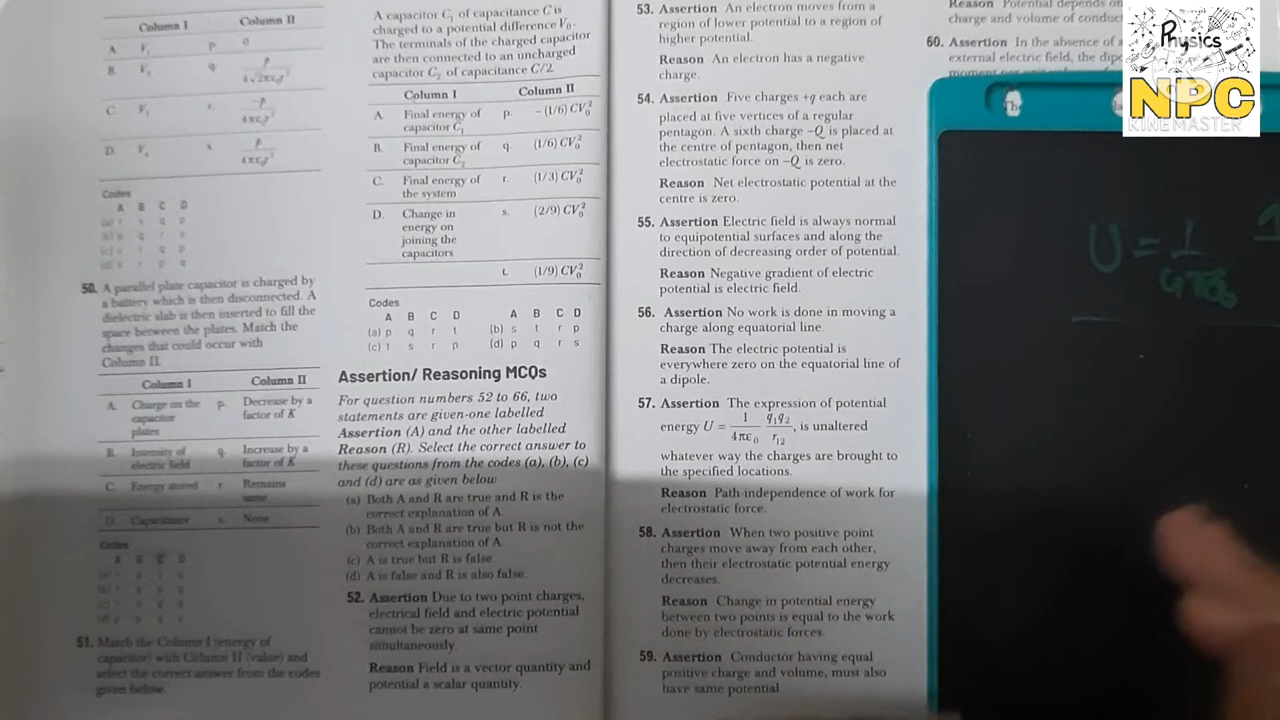 Column I Column II
A. V₁ p. 0
B. V₂ q. p / 4√2πε₀r²
C. V₃ r. -p / 4πε₀r²
D. V₄ s. p / 4πε₀r²
Codes
A B C D
50. A parallel plate capacitor is charged by
a battery which is then disconnected. A
dielectric slab is then inserted to fill the
space between the plates. Match the
changes that could occur with
Column II.
Column I Column II
A. Charge on the capacitor plates p. Decrease by a factor of K
B. Intensity of electric field q. Increase by a factor of K
C. Energy stored r. Remains same
D. Capacitance s. None
Codes
A B C D
51. Match the Column I (energy of
capacitor) with Column II (value) and
select the correct answer from the codes
given below.
A capacitor C₁ of capacitance C is
charged to a potential difference V₀.
The terminals of the charged capacitor
are then connected to an uncharged
capacitor C₂ of capacitance C/2.
Column I Column II
A. Final energy of capacitor C₁ p. −(1/6) CV₀²
B. Final energy of capacitor C₂ q. (1/6) CV₀²
C. Final energy of the system r. (1/3) CV₀²
D. Change in energy on joining the capacitors s. (2/9) CV₀²
t. (1/9) CV₀²
Codes
A B C D A B C D
(a) p q r t (b) s t r p
(c) t s r p (d) p q r s
Assertion/ Reasoning MCQs
For question numbers 52 to 66, two
statements are given-one labelled
Assertion (A) and the other labelled
Reason (R). Select the correct answer to
these questions from the codes (a), (b), (c)
and (d) are as given below
(a) Both A and R are true and R is the
correct explanation of A.
(b) Both A and R are true but R is not the
correct explanation of A.
(c) A is true but R is false.
(d) A is false and R is also false.
52. Assertion Due to two point charges,
electrical field and electric potential
cannot be zero at same point
simultaneously.
Reason Field is a vector quantity and
potential a scalar quantity.
53. Assertion An electron moves from a
region of lower potential to a region of
higher potential.
Reason An electron has a negative
charge.
54. Assertion Five charges +q each are
placed at five vertices of a regular
pentagon. A sixth charge −Q is placed at
the centre of pentagon, then net
electrostatic force on −Q is zero.
Reason Net electrostatic potential at the
centre is zero.
55. Assertion Electric field is always normal
to equipotential surfaces and along the
direction of decreasing order of potential.
Reason Negative gradient of electric
potential is electric field.
56. Assertion No work is done in moving a
charge along equatorial line.
Reason The electric potential is
everywhere zero on the equatorial line of
a dipole.
57. Assertion The expression of potential
energy U = 1/4πε₀ q₁q₂/r₁₂, is unaltered
whatever way the charges are brought to
the specified locations.
Reason Path-independence of work for
electrostatic force.
58. Assertion When two positive point
charges move away from each other,
then their electrostatic potential energy
decreases.
Reason Change in potential energy
between two points is equal to the work
done by electrostatic forces.
59. Assertion Conductor having equal
positive charge and volume, must also
have same potential.
Reason Potential depends on
charge and volume of conduct
60. Assertion In the absence of a
external electric field, the dipo
moment per unit volume
U = 1/4πε₀
Physics
NPC
KINEMASTER